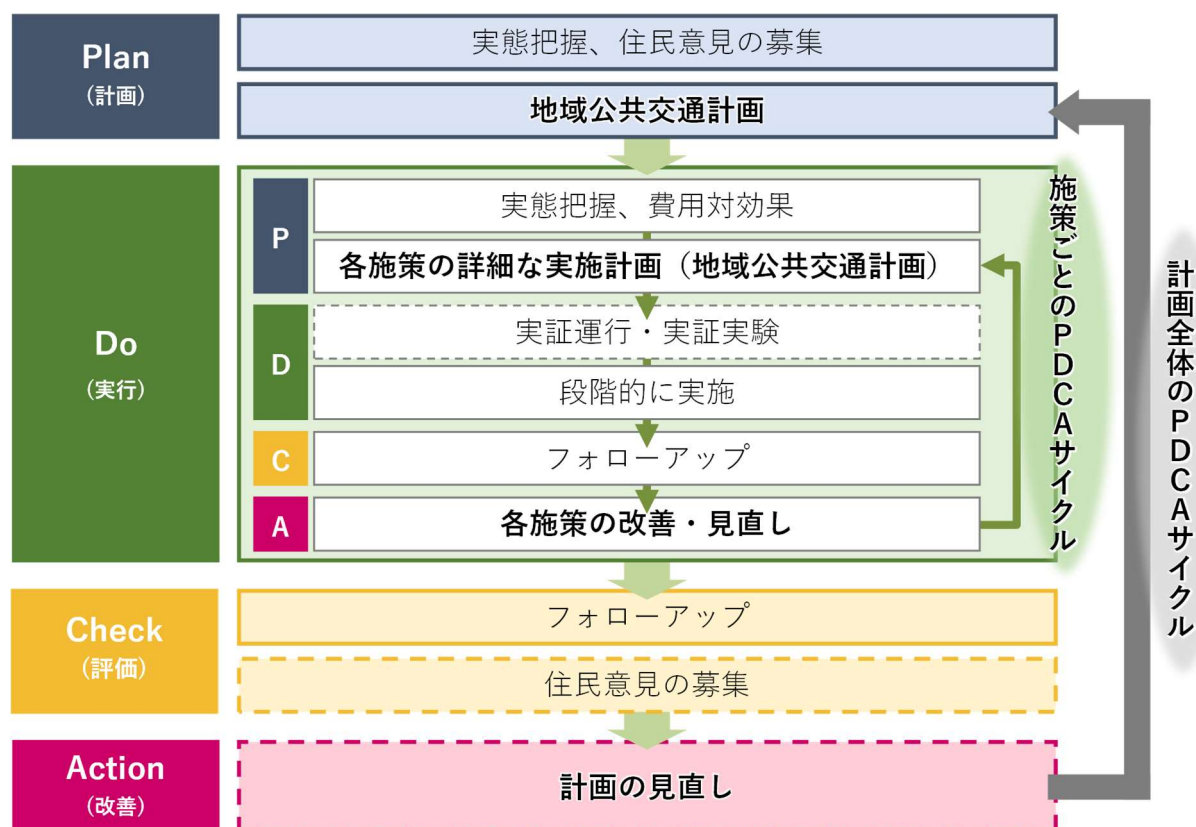 Plan
(計画)
実態把握、住民意見の募集
地域公共交通計画
Do
(実行)
P
実態把握、費用対効果
各施策の詳細な実施計画（地域公共交通計画）
D
実証運行・実証実験
段階的に実施
C
フォローアップ
A
各施策の改善・見直し
施策ごとのPDCAサイクル
計画全体のPDCAサイクル
Check
(評価)
フォローアップ
住民意見の募集
Action
(改善)
計画の見直し